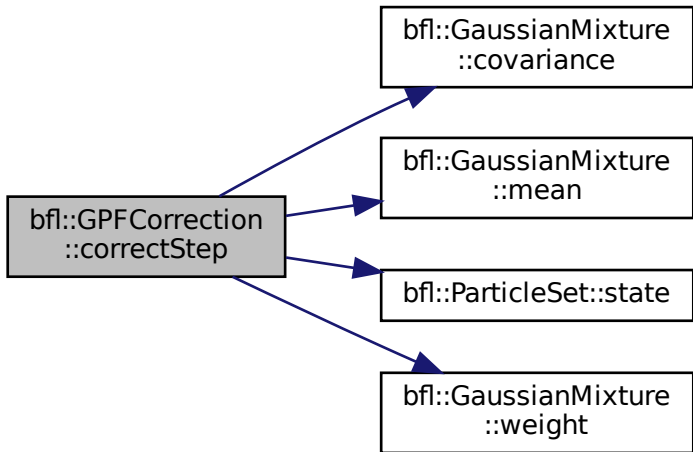 bfl::GPFCorrection
::correctStep
bfl::GaussianMixture
::covariance
bfl::GaussianMixture
::mean
bfl::ParticleSet::state
bfl::GaussianMixture
::weight